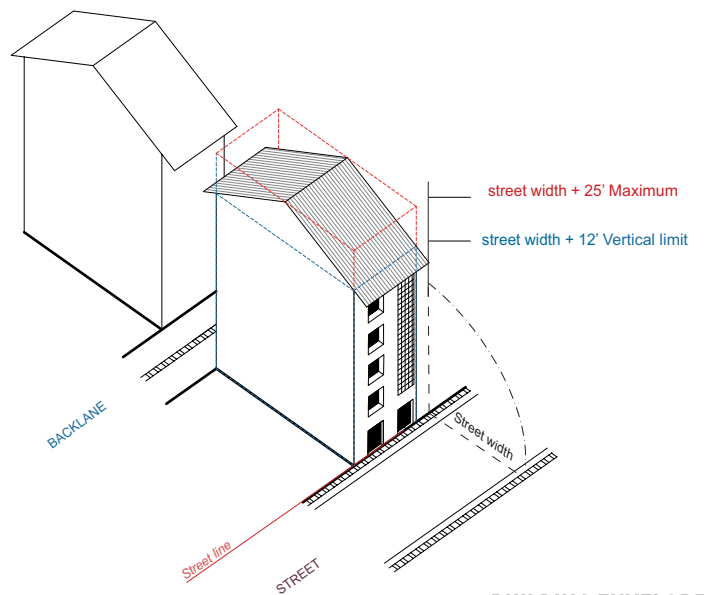 street width + 25' Maximum
street width + 12' Vertical limit
BACKLANE
Street width
Street line
STREET